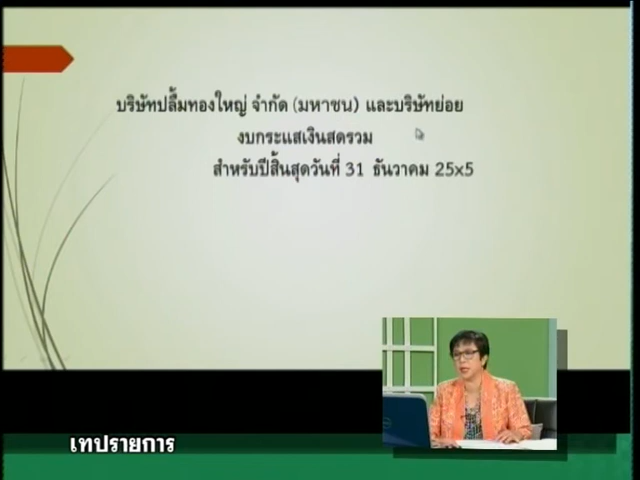 บริษัทปลื้มทองใหญ่ จำกัด (มหาชน) และบริษัทย่อย
งบกระแสเงินสดรวม
สำหรับปีสิ้นสุดวันที่ 31 ธันวาคม 25x5
เทปรายการ